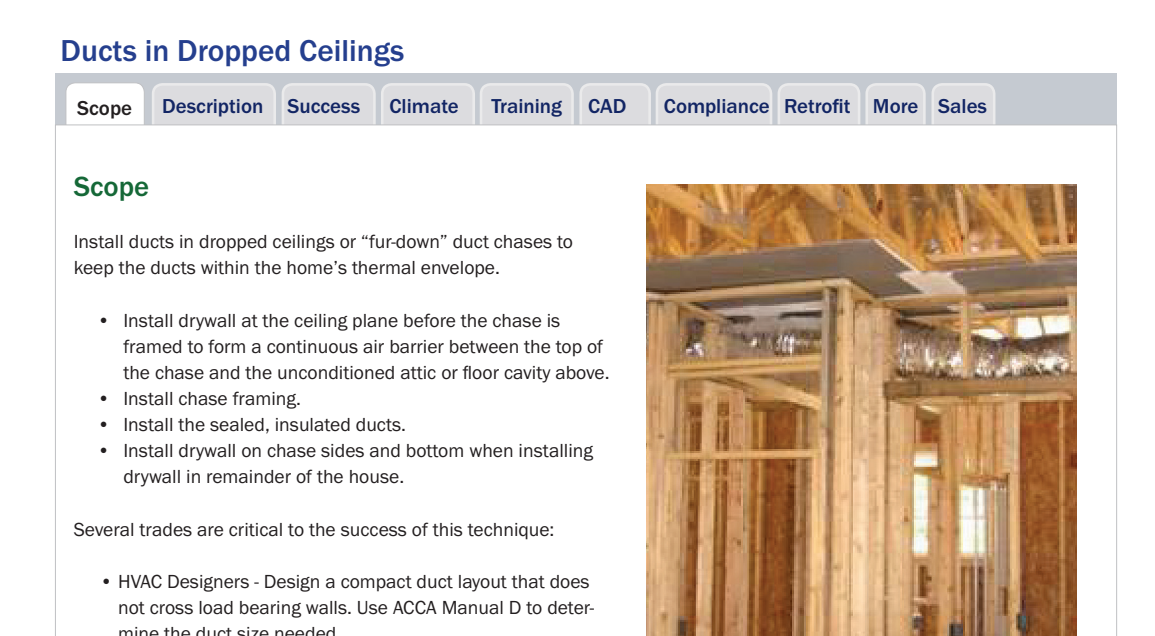 Ducts in Dropped Ceilings
Scope Description Success Climate Training CAD Compliance Retrofit More Sales
Scope
Install ducts in dropped ceilings or “fur-down” duct chases to
keep the ducts within the home’s thermal envelope.
• Install drywall at the ceiling plane before the chase is
framed to form a continuous air barrier between the top of
the chase and the unconditioned attic or floor cavity above.
• Install chase framing.
• Install the sealed, insulated ducts.
• Install drywall on chase sides and bottom when installing
drywall in remainder of the house.
Several trades are critical to the success of this technique:
• HVAC Designers - Design a compact duct layout that does
not cross load bearing walls. Use ACCA Manual D to deter-
mine the duct size needed